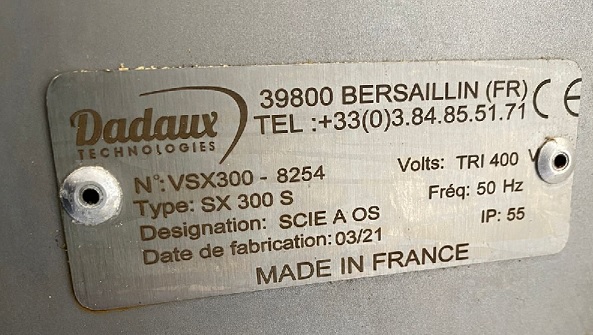 Dadaux
TECHNOLOGIES
39800 BERSAILLIN (FR)
TEL :+33(0)3.84.85.51.71
CE
N°: VSX300 - 8254
Type: SX 300 S
Designation: SCIE A OS
Date de fabrication: 03/21
Volts: TRI 400 V
Fréq: 50 Hz
IP: 55
MADE IN FRANCE